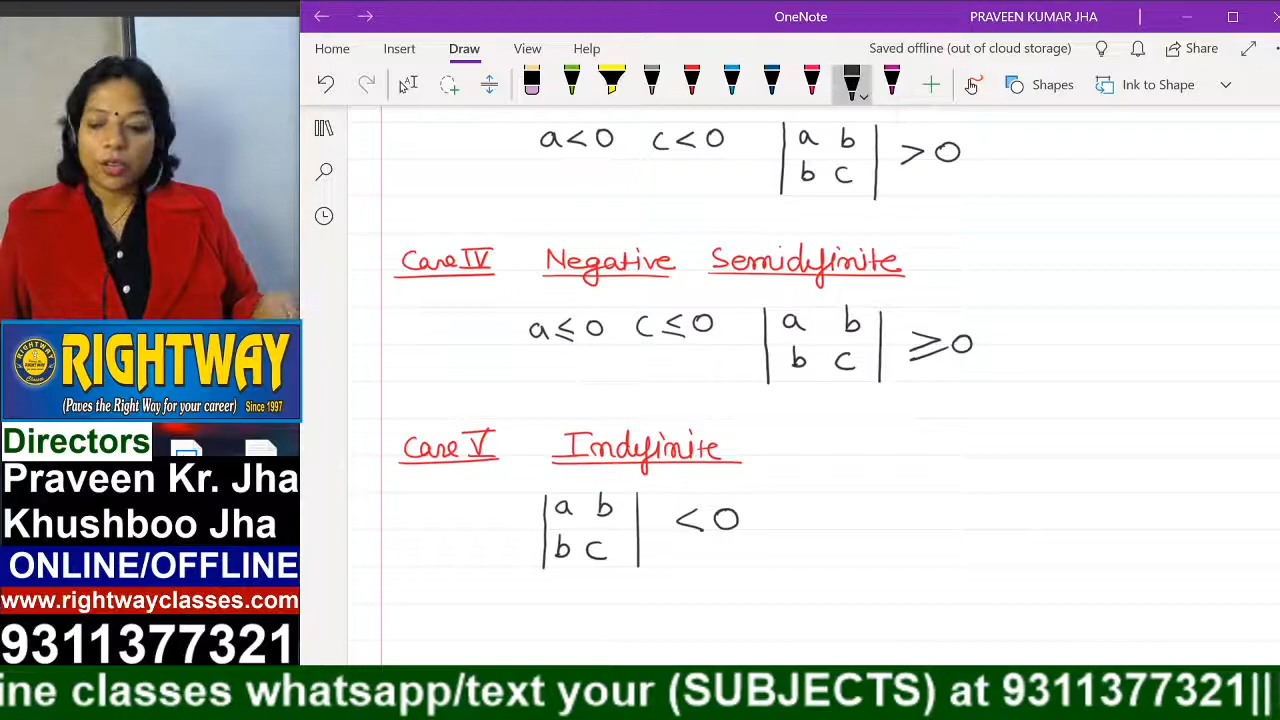 OneNote
PRAVEEN KUMAR JHA
Home Insert Draw View Help
Saved offline (out of cloud storage)
Share
Shapes
Ink to Shape
a<0 c<0 |a b| >0
|b c|
Case IV Negative Semidefinite
a≤0 c≤0 |a b| ≥0
|b c|
Case V Indefinite
|a b| <0
|b c|
RIGHTWAY
(Paves the Right Way for your career) Since 1997
Directors
Praveen Kr. Jha
Khushboo Jha
ONLINE/OFFLINE
www.rightwayclasses.com
9311377321
ne classes whatsapp/text your (SUBJECTS) at 9311377321||